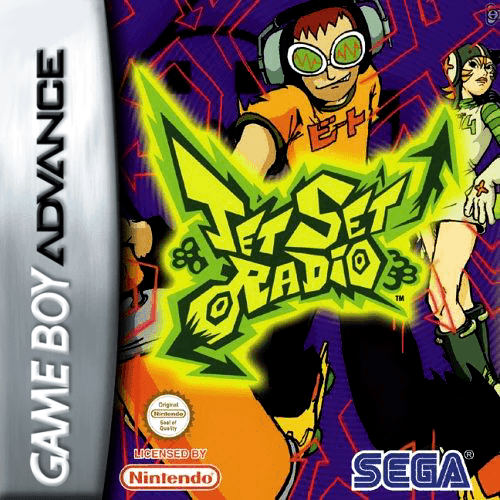 GAME BOY ADVANCE
ビート
4
JET SET
RADIO
TM
Original
Nintendo
Seal of
Quality
LICENSED BY
Nintendo®
SEGA®